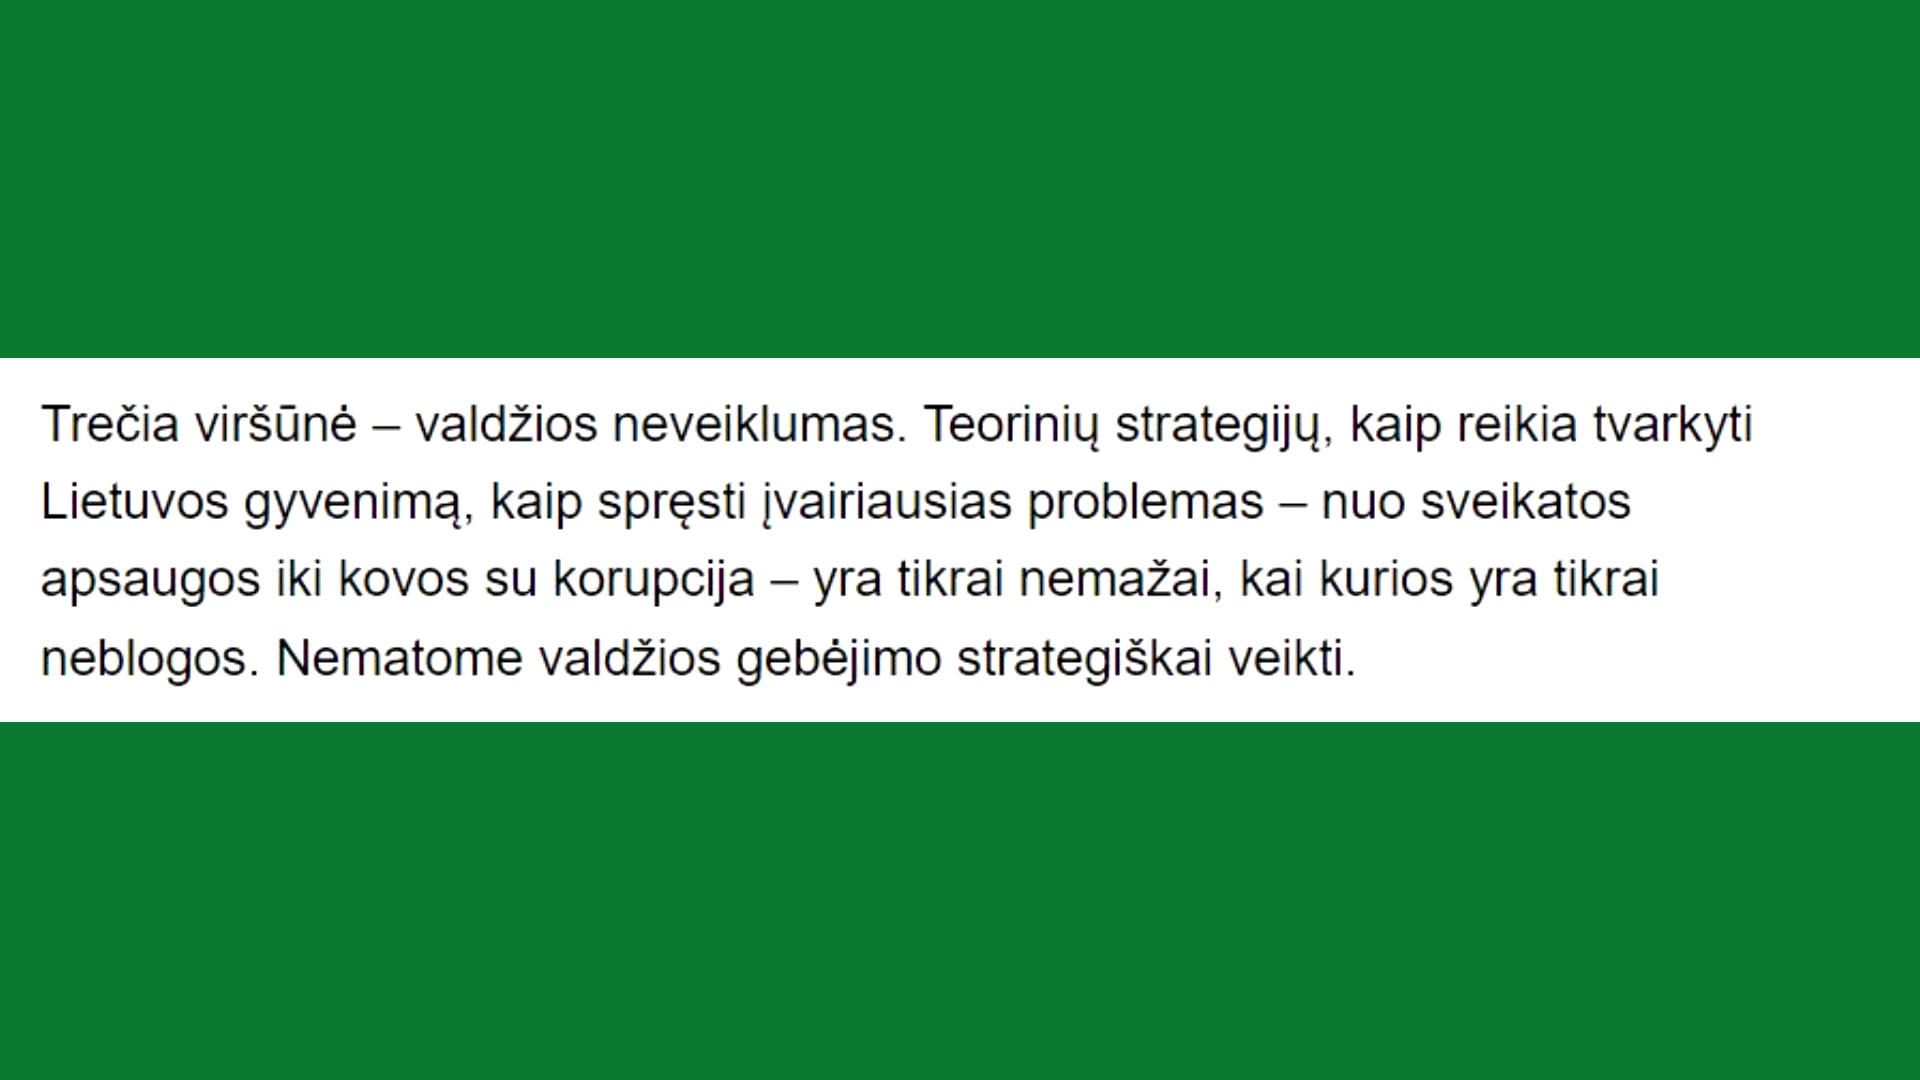 Trečia viršūnė – valdžios neveiklumas. Teorinių strategijų, kaip reikia tvarkyti
Lietuvos gyvenimą, kaip spręsti įvairiausias problemas – nuo sveikatos
apsaugos iki kovos su korupcija – yra tikrai nemažai, kai kurios yra tikrai
neblogos. Nematome valdžios gebėjimo strategiškai veikti.